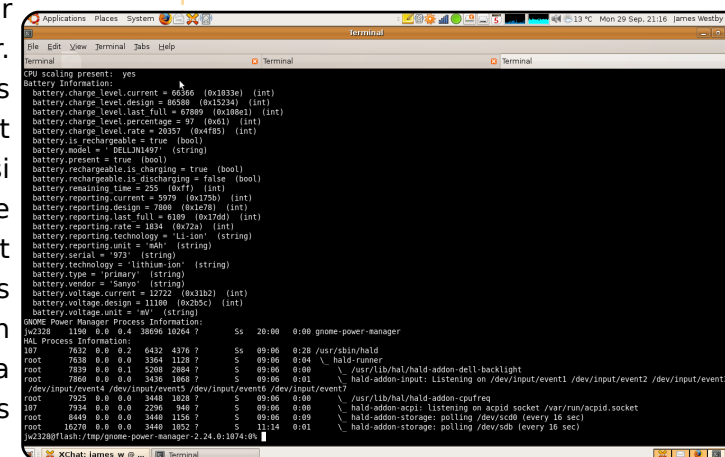 r
r.
s
t
si
e
t
s
n
a
s
Applications Places System 5 13 °C Mon 29 Sep, 21:16 James Westby
Terminal
File Edit View Terminal Tabs Help
Terminal Terminal Terminal
CPU scaling present: yes
Battery Information:
battery.charge_level.current = 66366 (0x1033e) (int)
battery.charge_level.design = 86580 (0x15234) (int)
battery.charge_level.last_full = 67809 (0x108e1) (int)
battery.charge_level.percentage = 97 (0x61) (int)
battery.charge_level.rate = 20357 (0x4f85) (int)
battery.is_rechargeable = true (bool)
battery.model = ' DELLJN1497' (string)
battery.present = true (bool)
battery.rechargeable.is_charging = true (bool)
battery.rechargeable.is_discharging = false (bool)
battery.remaining_time = 255 (0xff) (int)
battery.reporting.current = 5979 (0x175b) (int)
battery.reporting.design = 7800 (0x1e78) (int)
battery.reporting.last_full = 6109 (0x17dd) (int)
battery.reporting.rate = 1834 (0x72a) (int)
battery.reporting.technology = 'Li-ion' (string)
battery.reporting.unit = 'mAh' (string)
battery.serial = '973' (string)
battery.technology = 'lithium-ion' (string)
battery.type = 'primary' (string)
battery.vendor = 'Sanyo' (string)
battery.voltage.current = 12722 (0x31b2) (int)
battery.voltage.design = 11100 (0x2b5c) (int)
battery.voltage.unit = 'mV' (string)
GNOME Power Manager Process Information:
jw2328 1190 0.0 0.4 38696 10264 ? Ss 20:00 0:00 gnome-power-manager
HAL Process Information:
107 7632 0.0 0.2 6432 4376 ? Ss 09:06 0:28 /usr/sbin/hald
root 7638 0.0 0.0 3364 1128 ? S 09:06 0:04 \_ hald-runner
root 7839 0.0 0.1 5208 2084 ? S 09:06 0:00 \_ /usr/lib/hal/hald-addon-dell-backlight
root 7860 0.0 0.0 3436 1068 ? S 09:06 0:01 \_ hald-addon-input: Listening on /dev/input/event1 /dev/input/event2 /dev/input/event3
/dev/input/event4 /dev/input/event5 /dev/input/event6 /dev/input/event7
root 7925 0.0 0.0 3448 1028 ? S 09:06 0:00 \_ /usr/lib/hal/hald-addon-cpufreq
107 7934 0.0 0.0 2296 940 ? S 09:06 0:00 \_ hald-addon-acpi: listening on acpid socket /var/run/acpid.socket
root 8449 0.0 0.0 3440 1156 ? S 09:06 0:09 \_ hald-addon-storage: polling /dev/scd0 (every 16 sec)
root 16270 0.0 0.0 3440 1052 ? S 11:14 0:01 \_ hald-addon-storage: polling /dev/sdb (every 16 sec)
jw2328@flash:/tmp/gnome-power-manager-2.24.0:1074:0%
XChat: james_w @ ... Terminal